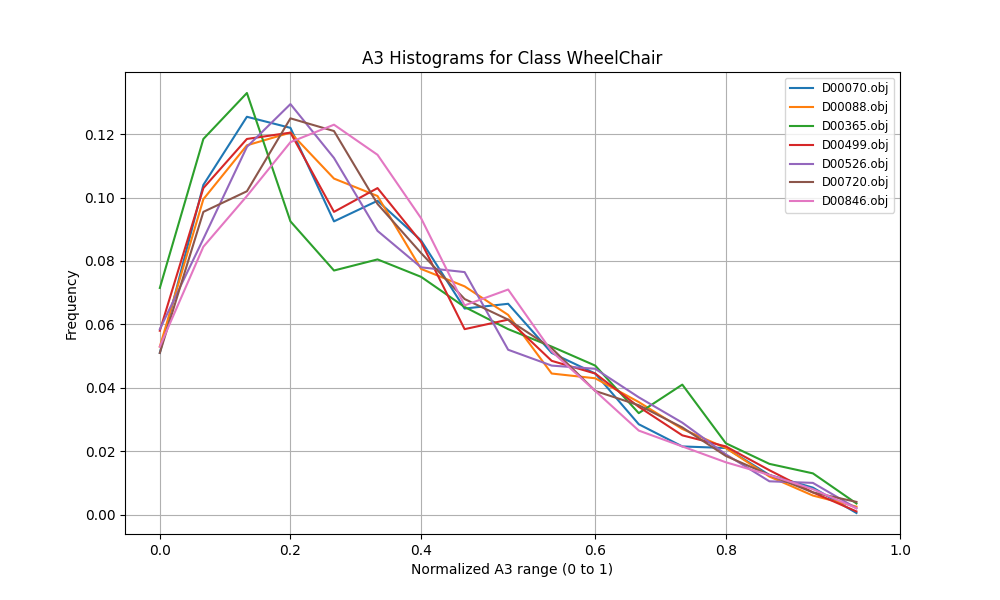 A3 Histograms for Class WheelChair
D00070.obj
D00088.obj
D00365.obj
D00499.obj
D00526.obj
D00720.obj
D00846.obj
Frequency
0.12
0.10
0.08
0.06
0.04
0.02
0.00
0.0 0.2 0.4 0.6 0.8 1.0
Normalized A3 range (0 to 1)